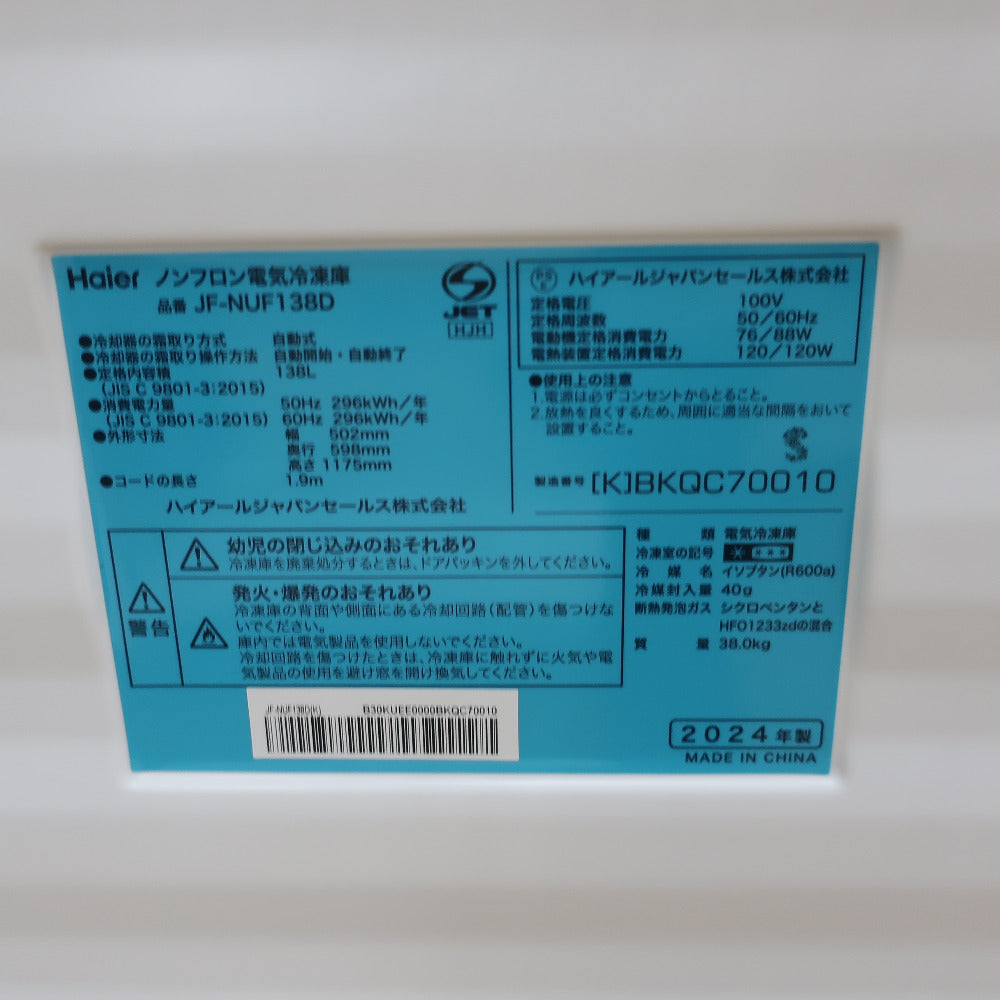 Haier ノンフロン電気冷凍庫
品番 JF-NUF138D
●冷却器の霜取り方式 自動式
●冷却器の霜取り操作方法 自動開始・自動終了
●定格内容積 138L
(JIS C 9801-3:2015)
●消費電力量 50Hz 296kWh/年
(JIS C 9801-3:2015) 60Hz 296kWh/年
●外形寸法 幅 502mm
奥行 598mm
高さ 1175mm
●コードの長さ 1.9m
ハイアールジャパンセールス株式会社
JET
HJH
PS E ハイアールジャパンセールス株式会社
定格電圧 100V
定格周波数 50/60Hz
電動機定格消費電力 76/88W
電熱装置定格消費電力 120/120W
●使用上の注意
1.電源は必ずコンセントからとること。
2.放熱を良くするため、周囲に適当な間隔をおいて
設置すること。
S
製造番号 [K]BKQC70010
警告
幼児の閉じ込みのおそれあり
冷凍庫を廃棄処分するときは、ドアパッキンを外してください。
発火・爆発のおそれあり
冷凍庫の背面や側面にある冷却回路(配管)を傷つけな
いでください。
庫内では電気製品を使用しないでください。
冷却回路を傷つけたときは、冷凍庫に触れずに火気や電
気製品の使用を避け窓を開け換気してください。
種類 電気冷凍庫
冷凍室の記号
冷媒名 イソブタン(R600a)
冷媒封入量 40g
断熱発泡ガス シクロペンタンと
HFO1233zdの混合
質量 38.0kg
JF-NUF138D(K) B30KUEE0000BKQC70010
2024年製
MADE IN CHINA